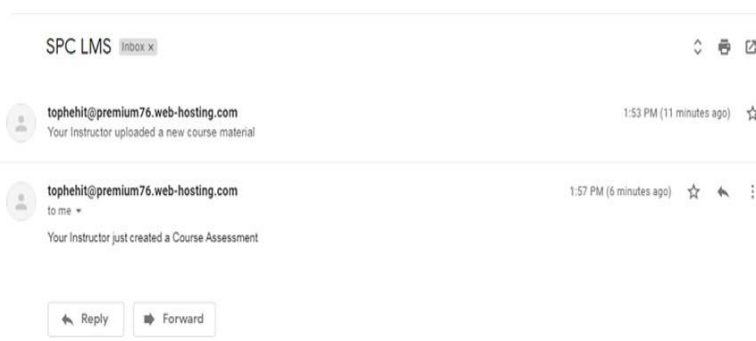 SPC LMS Inbox x
tophehit@premium76.web-hosting.com 1:53 PM (11 minutes ago)
Your Instructor uploaded a new course material
tophehit@premium76.web-hosting.com 1:57 PM (6 minutes ago)
to me
Your Instructor just created a Course Assessment
Reply Forward